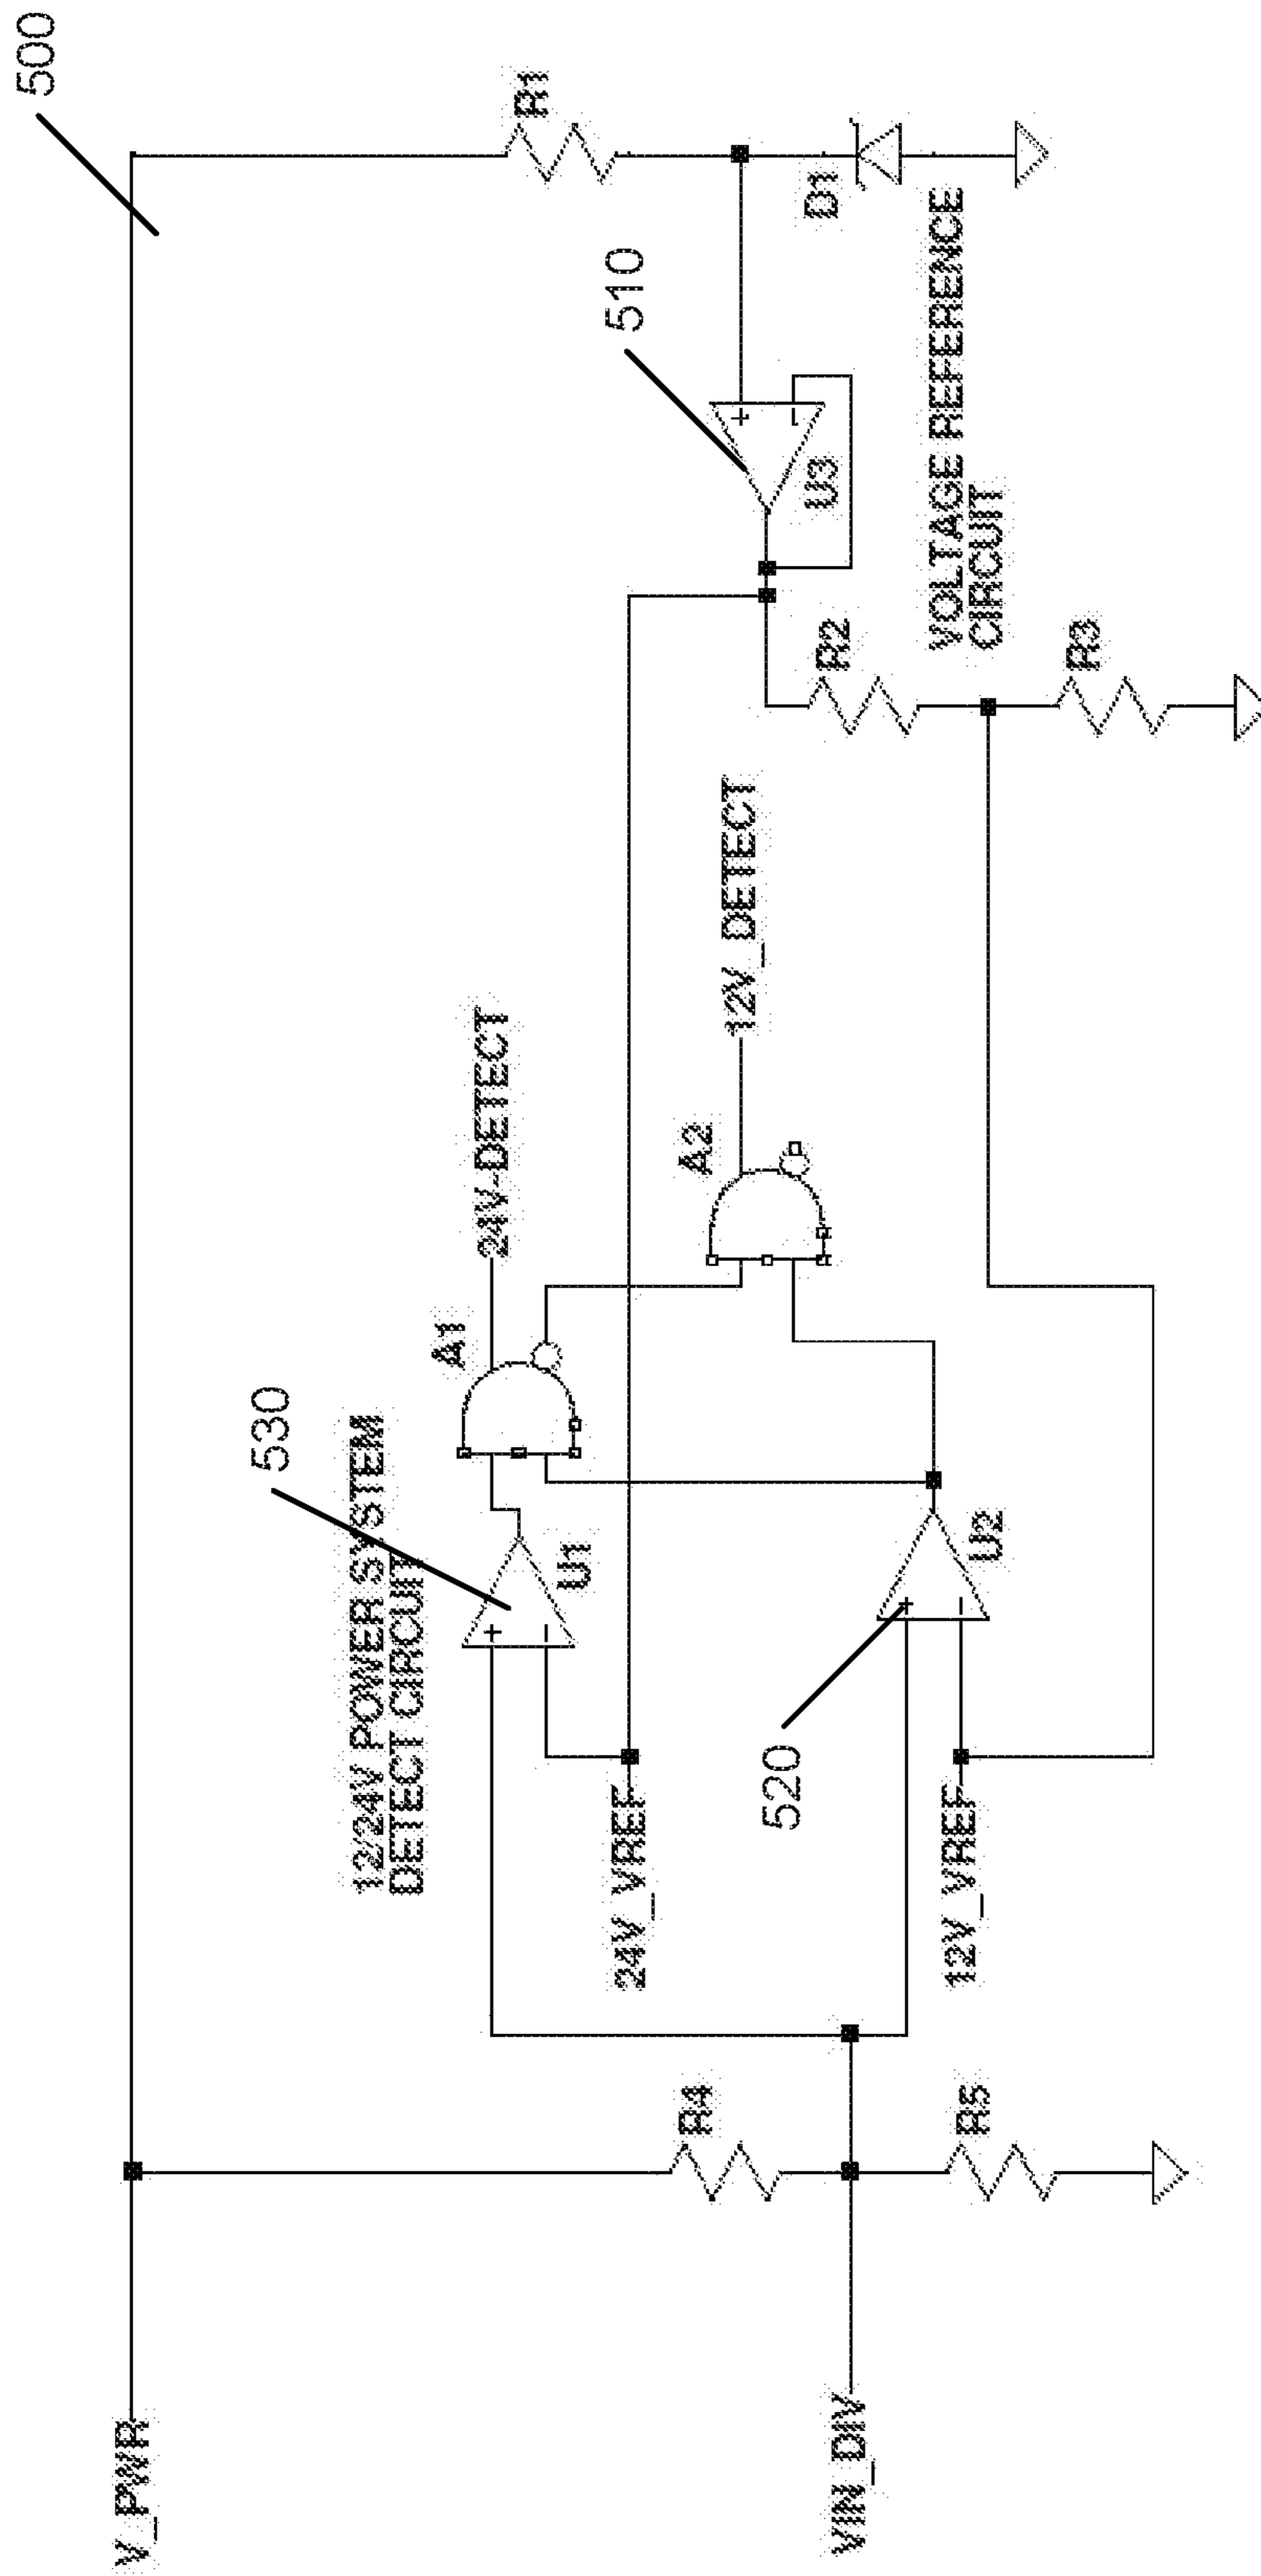 500
V_PWR
R1
12/24V POWER SYSTEM
DETECT CIRCUIT
530
A1
24V-DETECT
510
U1
24V_VREF
R4
A2
12V_DETECT
U3
D1
VIN_DIV
520
R2
VOLTAGE REFERENCE
CIRCUIT
12V_VREF
U2
R5
R3
+
-
+
-
+
-